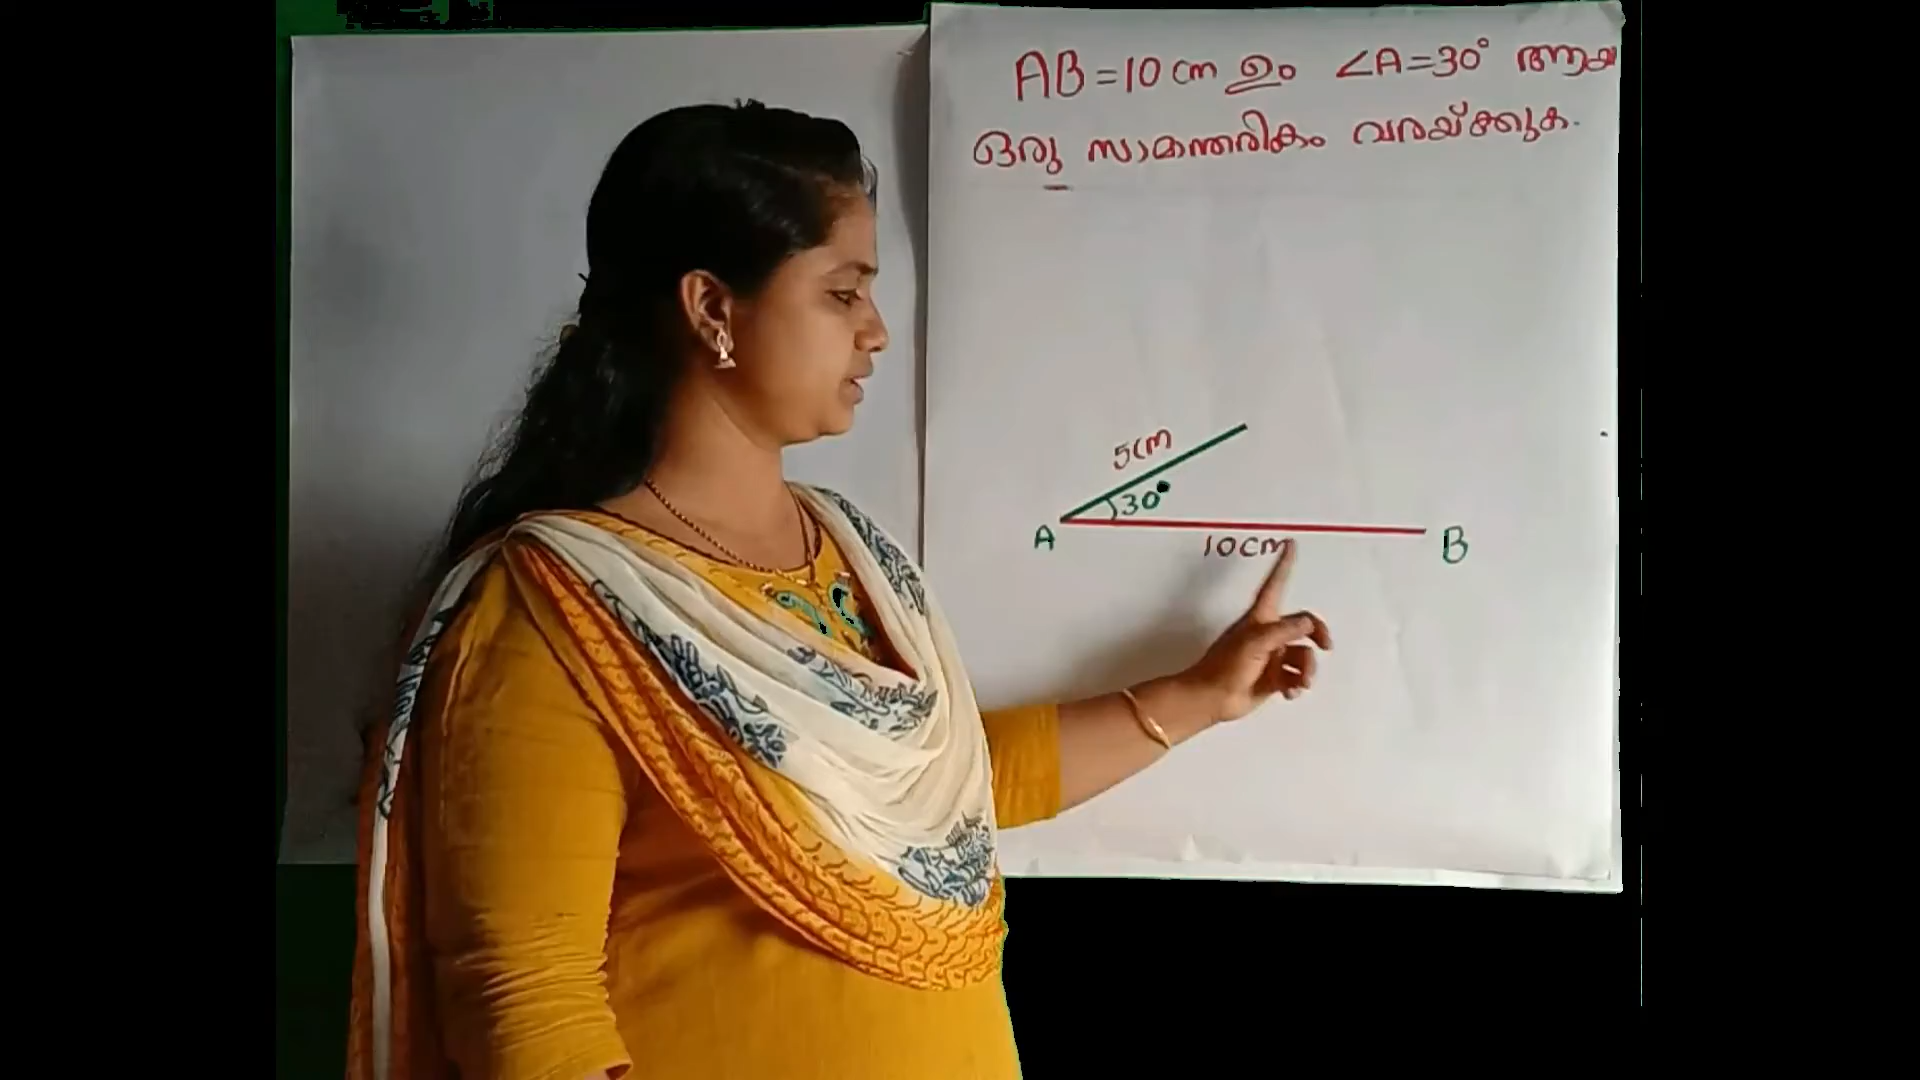 AB=10 cm ഉം ∠A=30° ആയ
ഒരു സാമാന്തരികം വരയ്ക്കുക.
5cm
30°
A
10cm
B